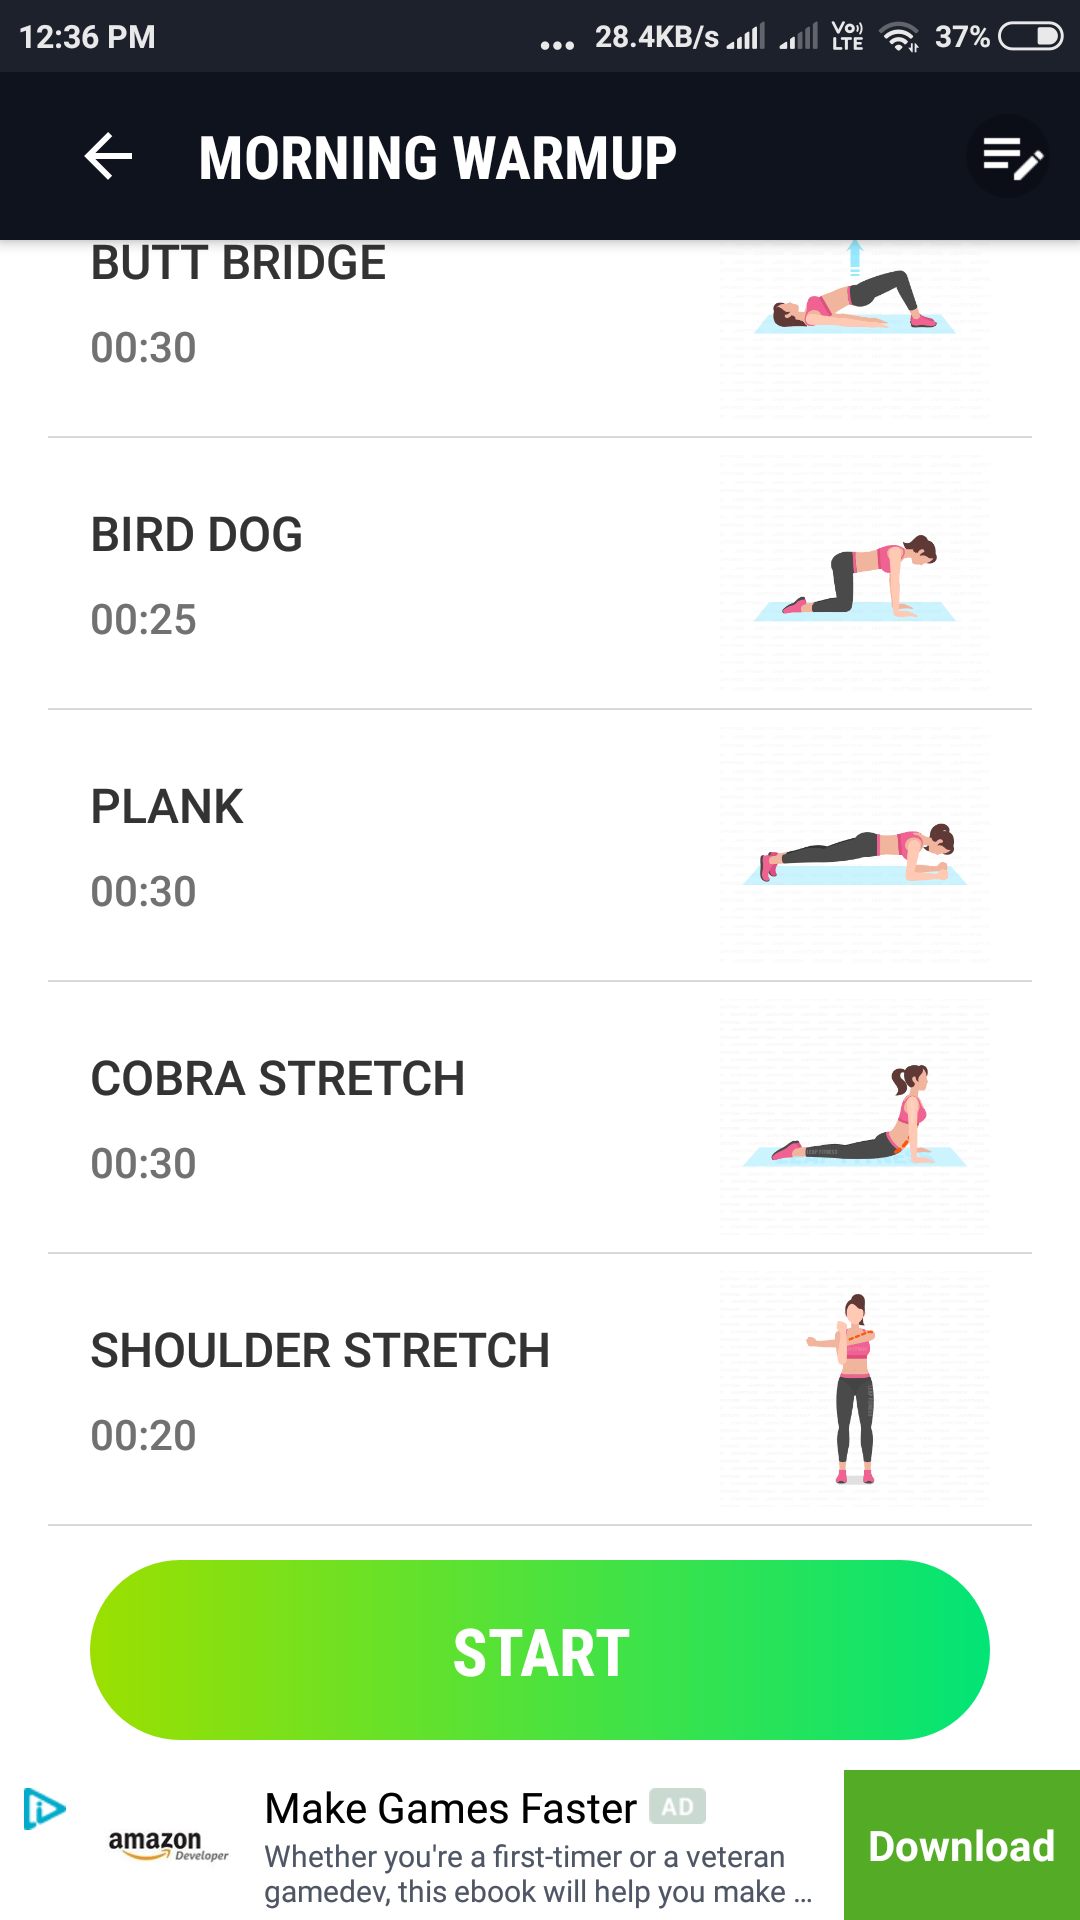 12:36 PM ... 28.4KB/s Vo)) LTE 37%
MORNING WARMUP
BUTT BRIDGE
00:30
BIRD DOG
00:25
PLANK
00:30
COBRA STRETCH
00:30
SHOULDER STRETCH
00:20
START
Make Games Faster AD
amazon
Developer
Whether you're a first-timer or a veteran
gamedev, this ebook will help you make ...
Download